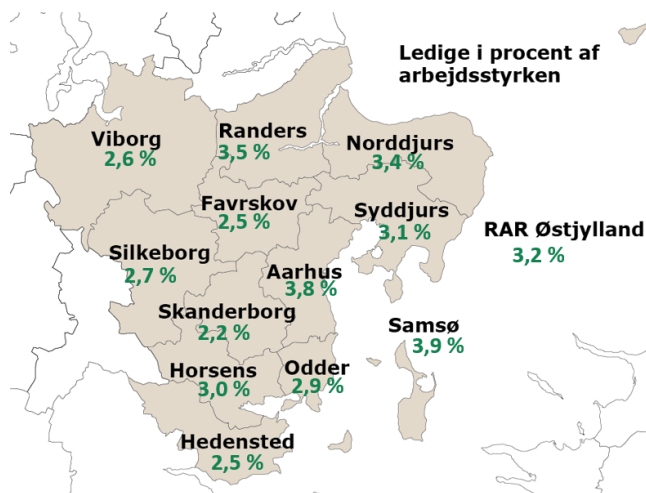 Ledige i procent af
arbejdsstyrken
Viborg
2,6 %
Randers
3,5 %
Norddjurs
3,4 %
Favrskov
2,5 %
Syddjurs
3,1 %
RAR Østjylland
3,2 %
Silkeborg
2,7 %
Aarhus
3,8 %
Skanderborg
2,2 %
Samsø
3,9 %
Horsens
3,0 %
Odder
2,9 %
Hedensted
2,5 %